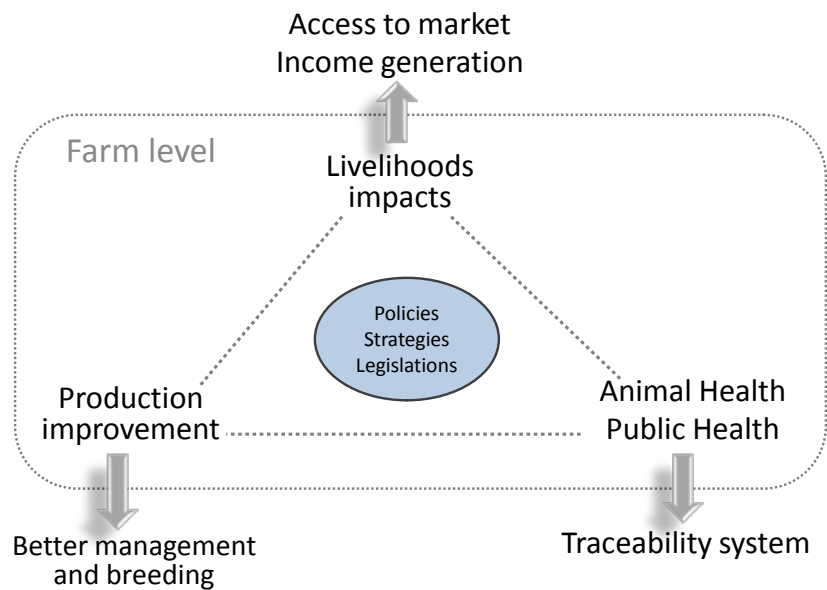 Access to market
Income generation
Farm level
Livelihoods
impacts
Policies
Strategies
Legislations
Production
improvement
Animal Health
Public Health
Better management
and breeding
Traceability system